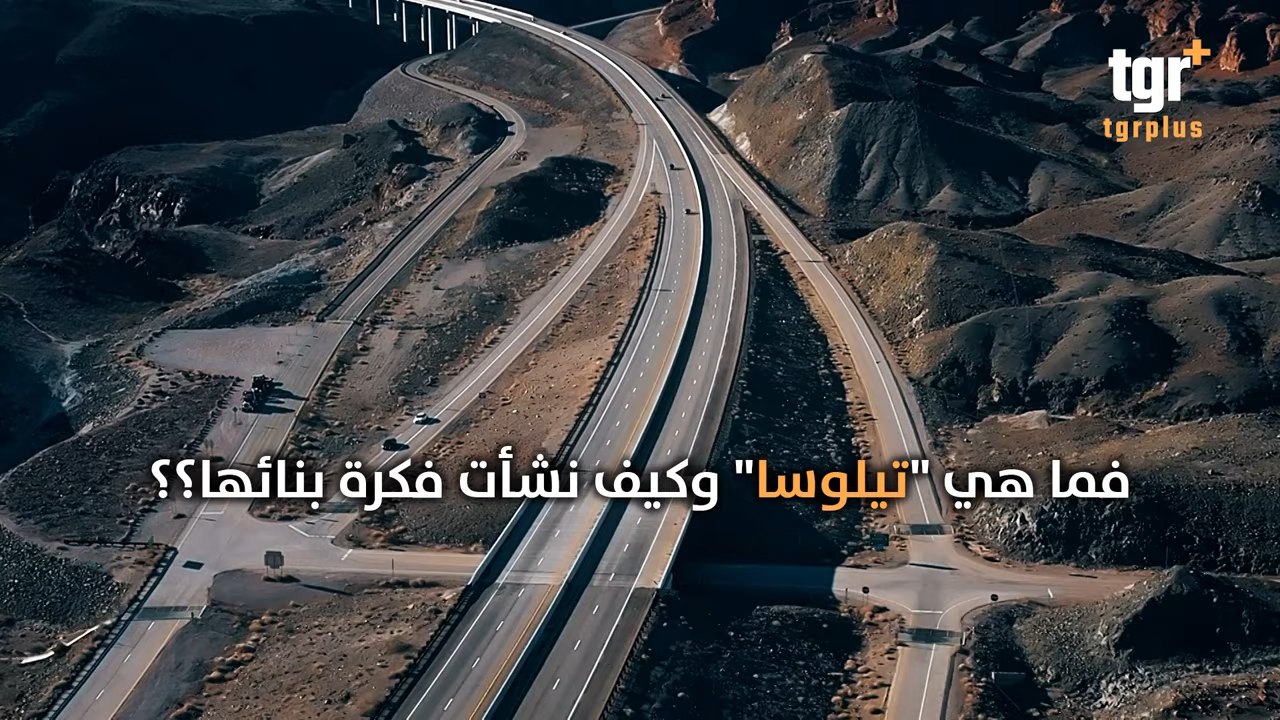 tgr+
tgrplus
فما هي "تيلوسا" وكيف نشأت فكرة بنائها؟؟